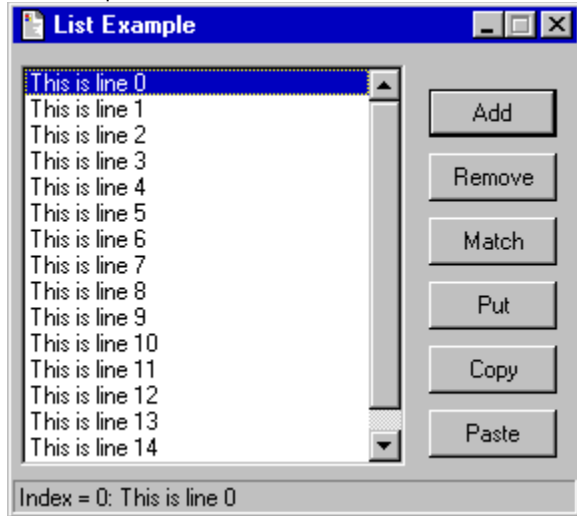 List Example
This is line 0
This is line 1
This is line 2
This is line 3
This is line 4
This is line 5
This is line 6
This is line 7
This is line 8
This is line 9
This is line 10
This is line 11
This is line 12
This is line 13
This is line 14
Add
Remove
Match
Put
Copy
Paste
Index = 0: This is line 0